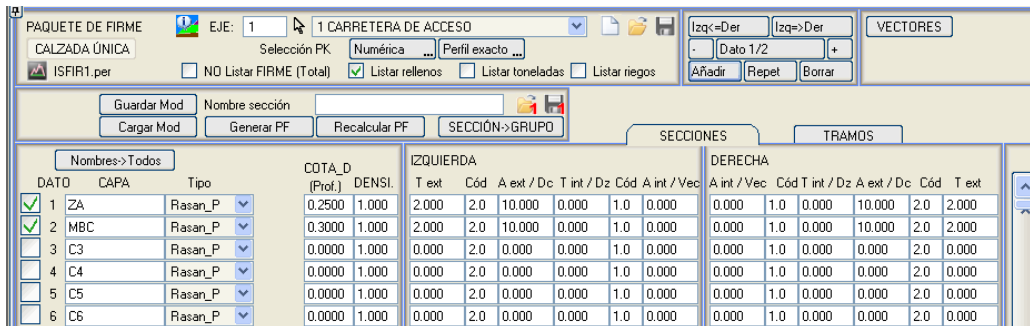 PAQUETE DE FIRME EJE: 1 1 CARRETERA DE ACCESO Izq<=Der Izq=>Der VECTORES
CALZADA ÚNICA Selección PK Numérica ... Perfil exacto ... - Dato 1/2 +
ISFIR1.per NO Listar FIRME (Total) Listar rellenos Listar toneladas Listar riegos Añadir Repet Borrar
Guardar Mod Nombre sección
Cargar Mod Generar PF Recalcular PF SECCIÓN->GRUPO SECCIONES TRAMOS
Nombres->Todos COTA_D IZQUIERDA DERECHA
DATO CAPA Tipo (Prof.) DENSI. T ext Cód A ext / Dc T int / Dz Cód A int / Vec A int / Vec Cód T int / Dz A ext / Dc Cód T ext
1 ZA Rasan_P 0.2500 1.000 2.000 2.0 10.000 0.000 1.0 0.000 0.000 1.0 0.000 10.000 2.0 2.000
2 MBC Rasan_P 0.3000 1.000 2.000 2.0 10.000 0.000 1.0 0.000 0.000 1.0 0.000 10.000 2.0 2.000
3 C3 Rasan_P 0.0000 1.000 0.000 2.0 0.000 0.000 1.0 0.000 0.000 1.0 0.000 0.000 2.0 0.000
4 C4 Rasan_P 0.0000 1.000 0.000 2.0 0.000 0.000 1.0 0.000 0.000 1.0 0.000 0.000 2.0 0.000
5 C5 Rasan_P 0.0000 1.000 0.000 2.0 0.000 0.000 1.0 0.000 0.000 1.0 0.000 0.000 2.0 0.000
6 C6 Rasan_P 0.0000 1.000 0.000 2.0 0.000 0.000 1.0 0.000 0.000 1.0 0.000 0.000 2.0 0.000